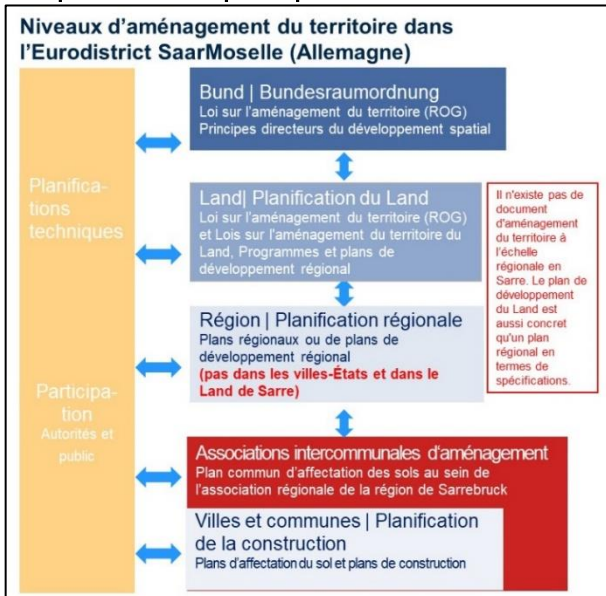 Niveaux d'aménagement du territoire dans
l'Eurodistrict SaarMoselle (Allemagne)
Planifica-
tions
techniques
Participa-
tion
Autorités et
public
Bund | Bundesraumordnung
Loi sur l'aménagement du territoire (ROG)
Principes directeurs du développement spatial
Land| Planification du Land
Loi sur l'aménagement du territoire (ROG)
et Lois sur l'aménagement du territoire du
Land, Programmes et plans de
développement régional
Il n'existe pas de
document
d'aménagement
du territoire à
l'échelle
régionale en
Sarre. Le plan de
développement
du Land est
aussi concret
qu'un plan
régional en
termes de
spécifications.
Région | Planification régionale
Plans régionaux ou de plans de
développement régional
(pas dans les villes-États et dans le
Land de Sarre)
Associations intercommunales d'aménagement
Plan commun d'affectation des sols au sein de
l'association régionale de la région de Sarrebruck
Villes et communes | Planification
de la construction
Plans d'affectation du sol et plans de construction